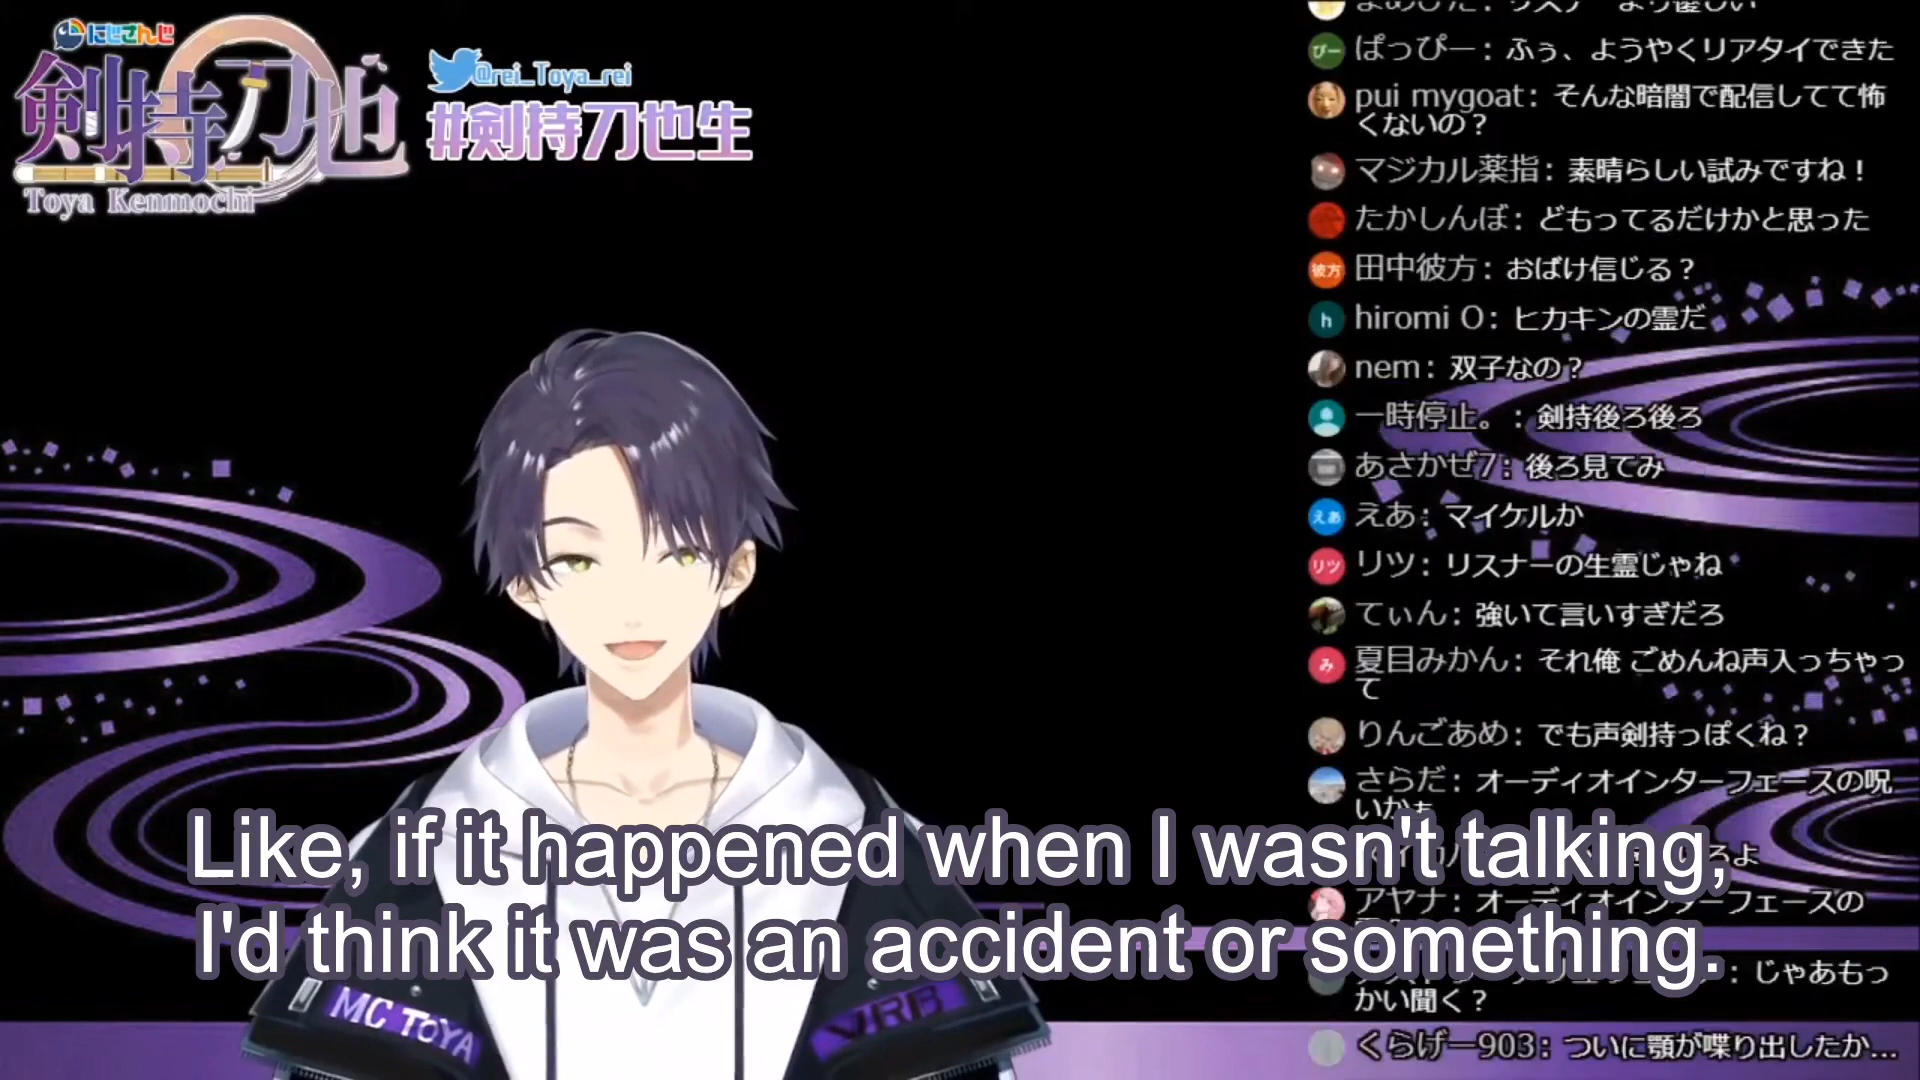 にじさんじ
剣持刀也
Toya Kenmochi
@rei_Toya_rei
#剣持刀也生
ぱっぴー: ふぅ、ようやくリアタイできた
pui mygoat: そんな暗闇で配信してて怖
くないの?
マジカル薬指: 素晴らしい試みですね!
たかしんぼ: どもってるだけかと思った
彼方 田中彼方: おばけ信じる?
h hiromi O: ヒカキンの霊だ
nem: 双子なの?
一時停止。: 剣持後ろ後ろ
あさかぜ7: 後ろ見てみ
えあ えあ: マイケルか
リツ リツ: リスナーの生霊じゃね
てぃん: 強いて言いすぎだろ
み 夏目みかん: それ俺 ごめんね声入っちゃっ
て
りんごあめ: でも声剣持っぽくね?
さらだ: オーディオインターフェースの呪
いかぁ
アヤナ: オーディオインターフェースの
: じゃあもっ
かい聞く?
くらげー903: ついに顎が喋り出したか...
Like, if it happened when I wasn't talking,
I'd think it was an accident or something.
MC TOYA
VRB